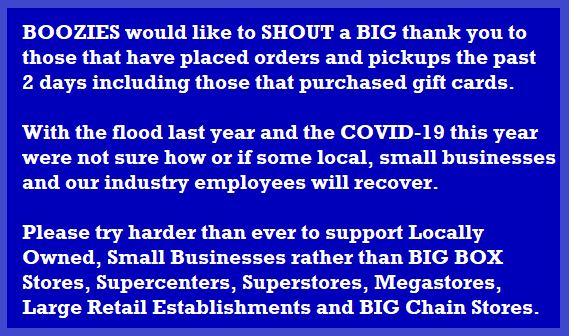 BOOZIES would like to SHOUT a BIG thank you to
those that have placed orders and pickups the past
2 days including those that purchased gift cards.
With the flood last year and the COVID-19 this year
were not sure how or if some local, small businesses
and our industry employees will recover.
Please try harder than ever to support Locally
Owned, Small Businesses rather than BIG BOX
Stores, Supercenters, Superstores, Megastores,
Large Retail Establishments and BIG Chain Stores.